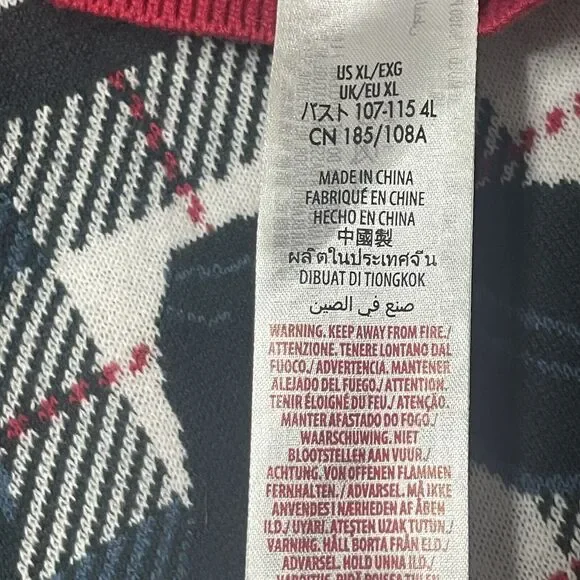 US XL/EXG
UK/EU XL
バスト 107-115 4L
CN 185/108A
MADE IN CHINA
FABRIQUÉ EN CHINE
HECHO EN CHINA
中國製
ผลิตในประเทศจีน
DIBUAT DI TIONGKOK
صنع في الصين
WARNING. KEEP AWAY FROM FIRE./
ATTENZIONE. TENERE LONTANO DAL
FUOCO./ ADVERTENCIA. MANTENER
ALEJADO DEL FUEGO./ ATTENTION.
TENIR ÉLOIGNÉ DU FEU./ ATENÇÃO.
MANTER AFASTADO DO FOGO./
WAARSCHUWING. NIET
BLOOTSTELLEN AAN VUUR./
ACHTUNG. VON OFFENEN FLAMMEN
FERNHALTEN./ ADVARSEL. MÅ IKKE
ANVENDES I NÆRHEDEN AF ÅBEN
ILD./ UYARI. ATEŞTEN UZAK TUTUN./
VARNING. HÅLL BORTA FRÅN ELD./
ADVARSEL. HOLD UNNA ILD./